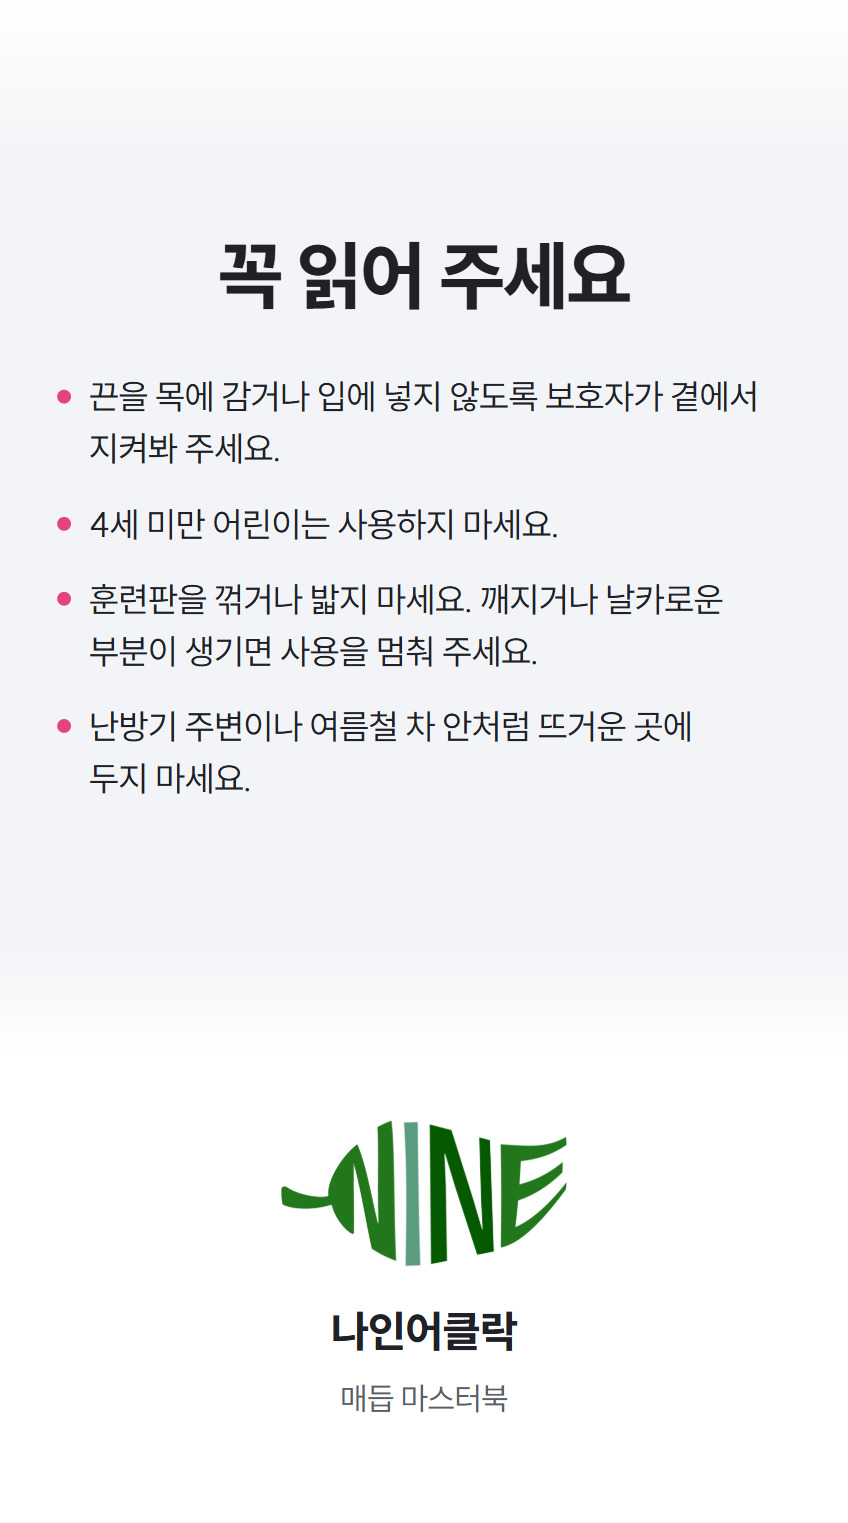 꼭 읽어 주세요
끈을 목에 감거나 입에 넣지 않도록 보호자가 곁에서
지켜봐 주세요.
4세 미만 어린이는 사용하지 마세요.
훈련판을 꺾거나 밟지 마세요. 깨지거나 날카로운
부분이 생기면 사용을 멈춰 주세요.
난방기 주변이나 여름철 차 안처럼 뜨거운 곳에
두지 마세요.
NINE
나인어클락
매듭 마스터북